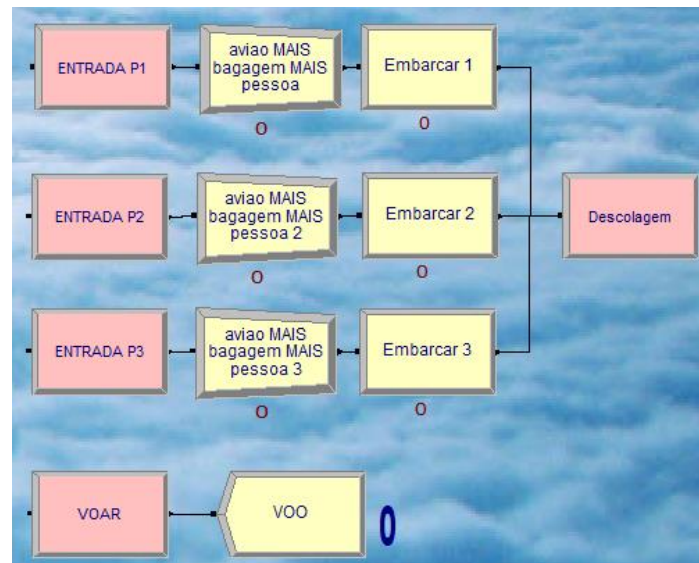 ENTRADA P1
aviao MAIS
bagagem MAIS
pessoa
0
Embarcar 1
0
ENTRADA P2
aviao MAIS
bagagem MAIS
pessoa 2
0
Embarcar 2
0
Descolagem
ENTRADA P3
aviao MAIS
bagagem MAIS
pessoa 3
0
Embarcar 3
0
VOAR
VOO
0